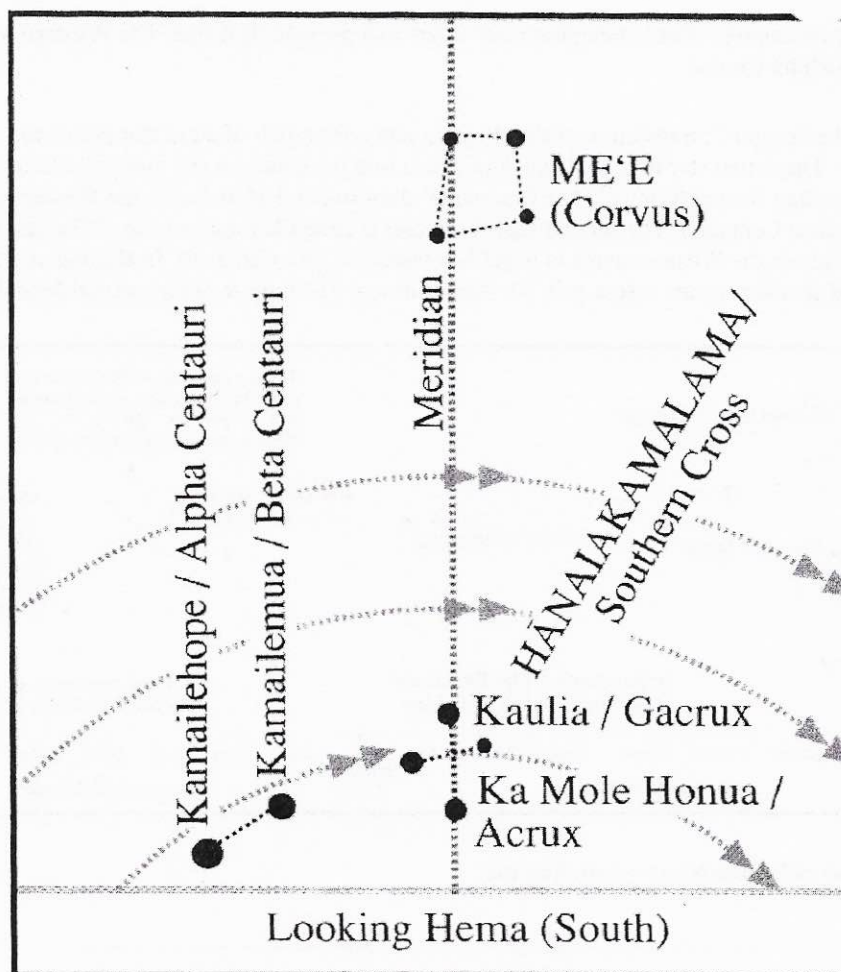 ME‘E
(Corvus)
Meridian
Kamailehope / Alpha Centauri
Kamailemua / Beta Centauri
HĀNAIAKAMALAMA/
Southern Cross
Kaulia / Gacrux
Ka Mole Honua /
Acrux
Looking Hema (South)